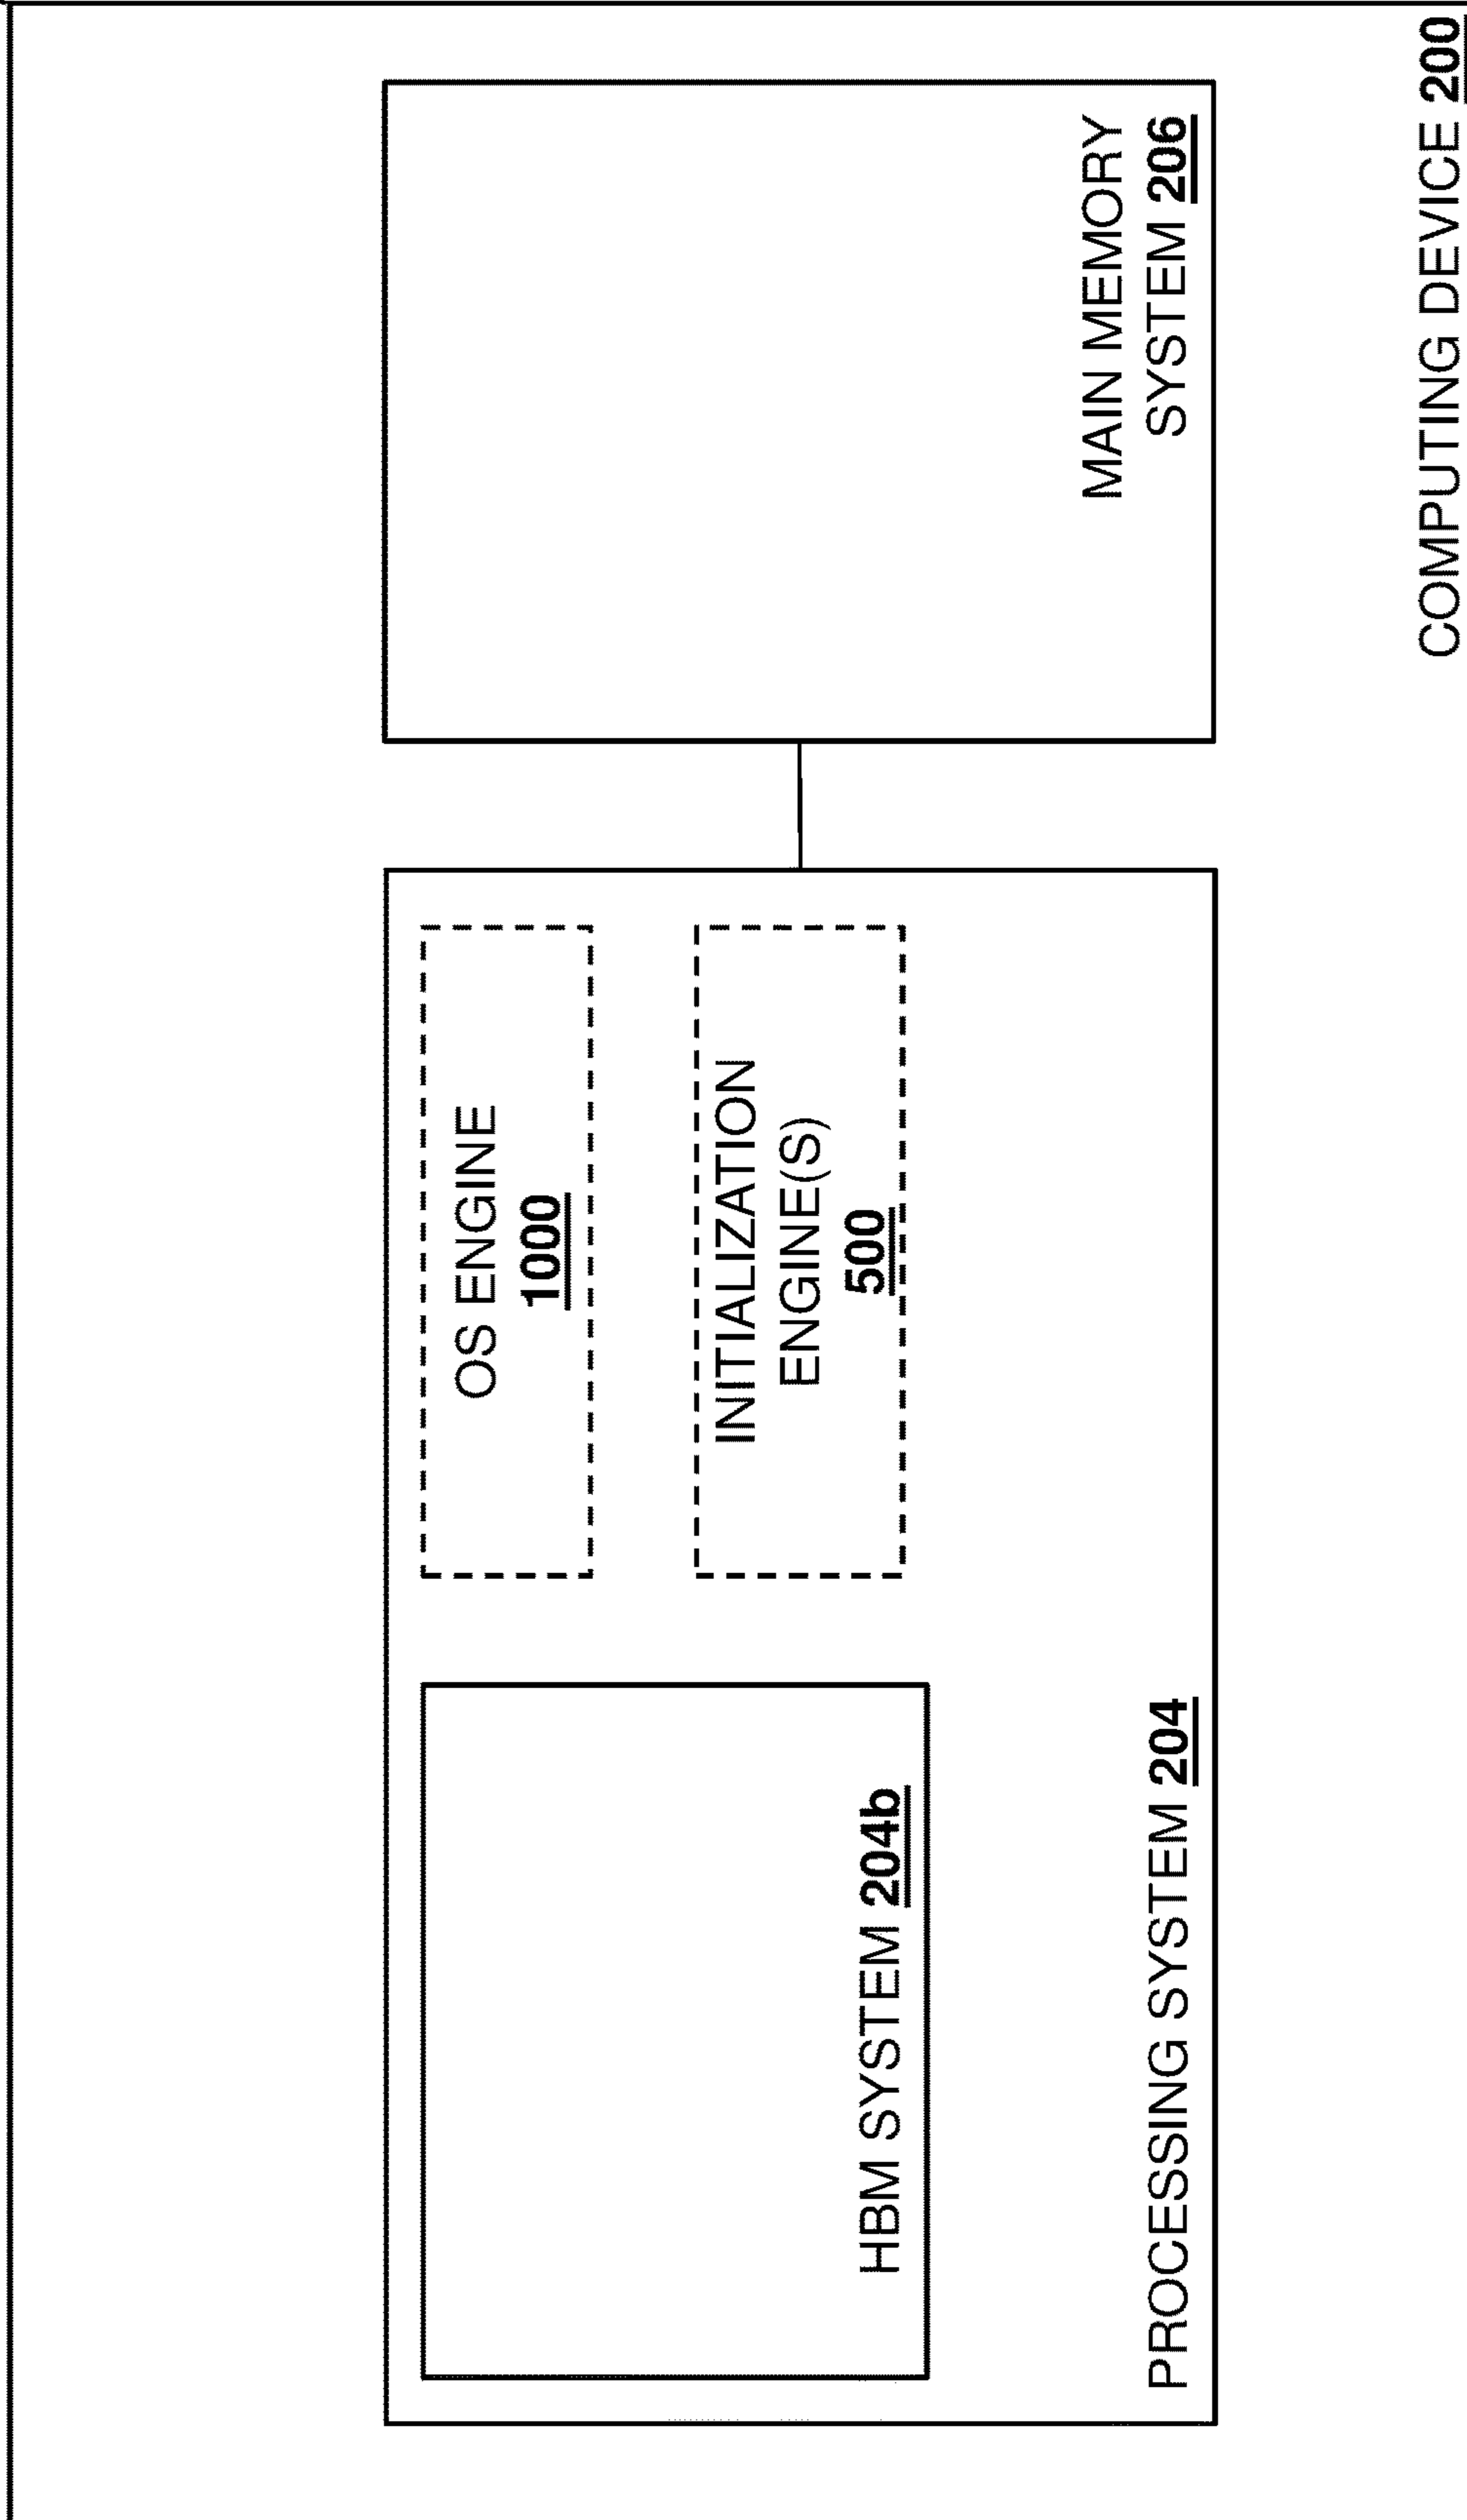 OS ENGINE
1000
INITIALIZATION
ENGINE(S)
500
HBM SYSTEM 204b
PROCESSING SYSTEM 204
MAIN MEMORY
SYSTEM 206
COMPUTING DEVICE 200